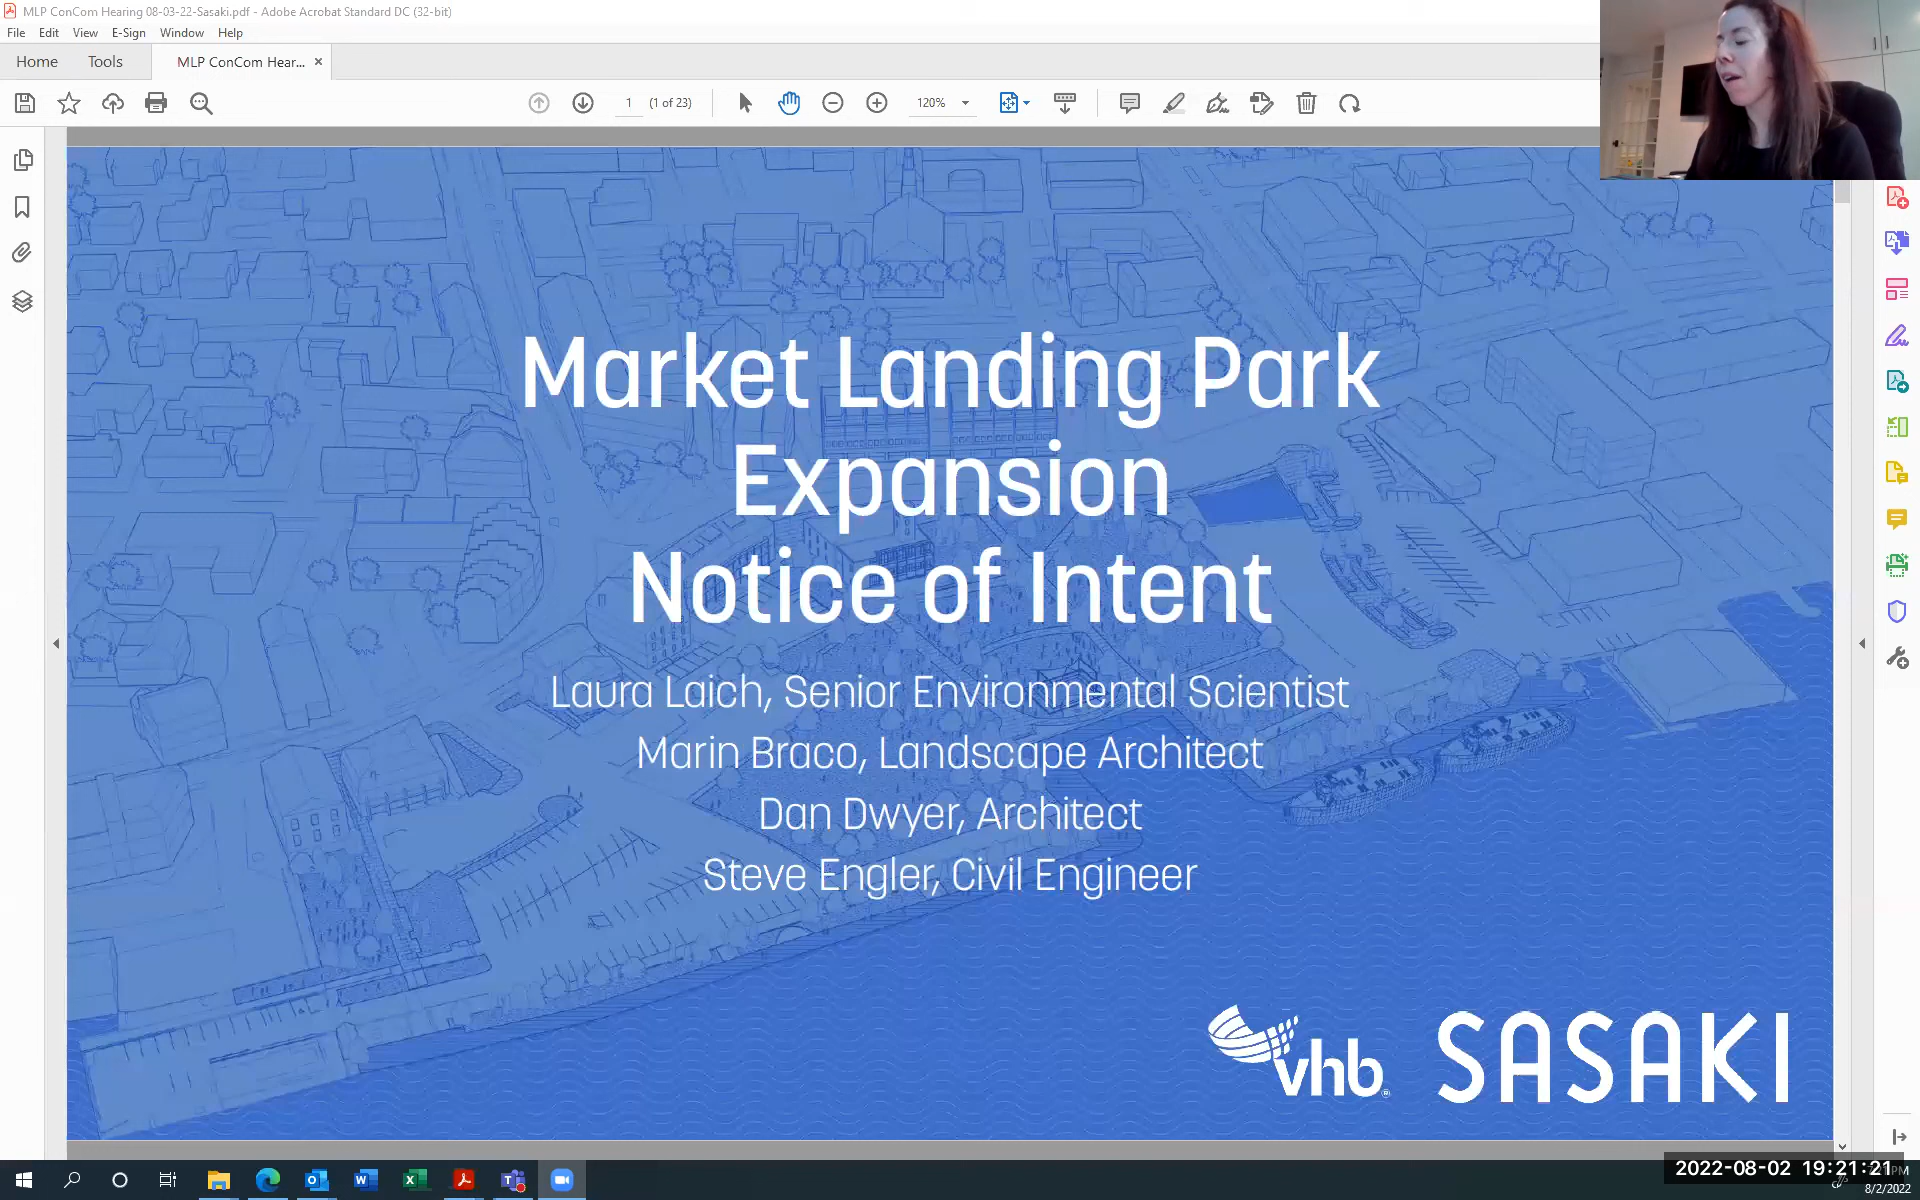 MLP ConCom Hearing 08-03-22-Sasaki.pdf - Adobe Acrobat Standard DC (32-bit)
File Edit View E-Sign Window Help
Home Tools MLP ConCom Hear... ×
1 (1 of 23) 120%
Market Landing Park
Expansion
Notice of Intent
Laura Laich, Senior Environmental Scientist
Marin Braco, Landscape Architect
Dan Dwyer, Architect
Steve Engler, Civil Engineer
vhb® SASAKI
2022-08-02 19:21:21
8/2/2022